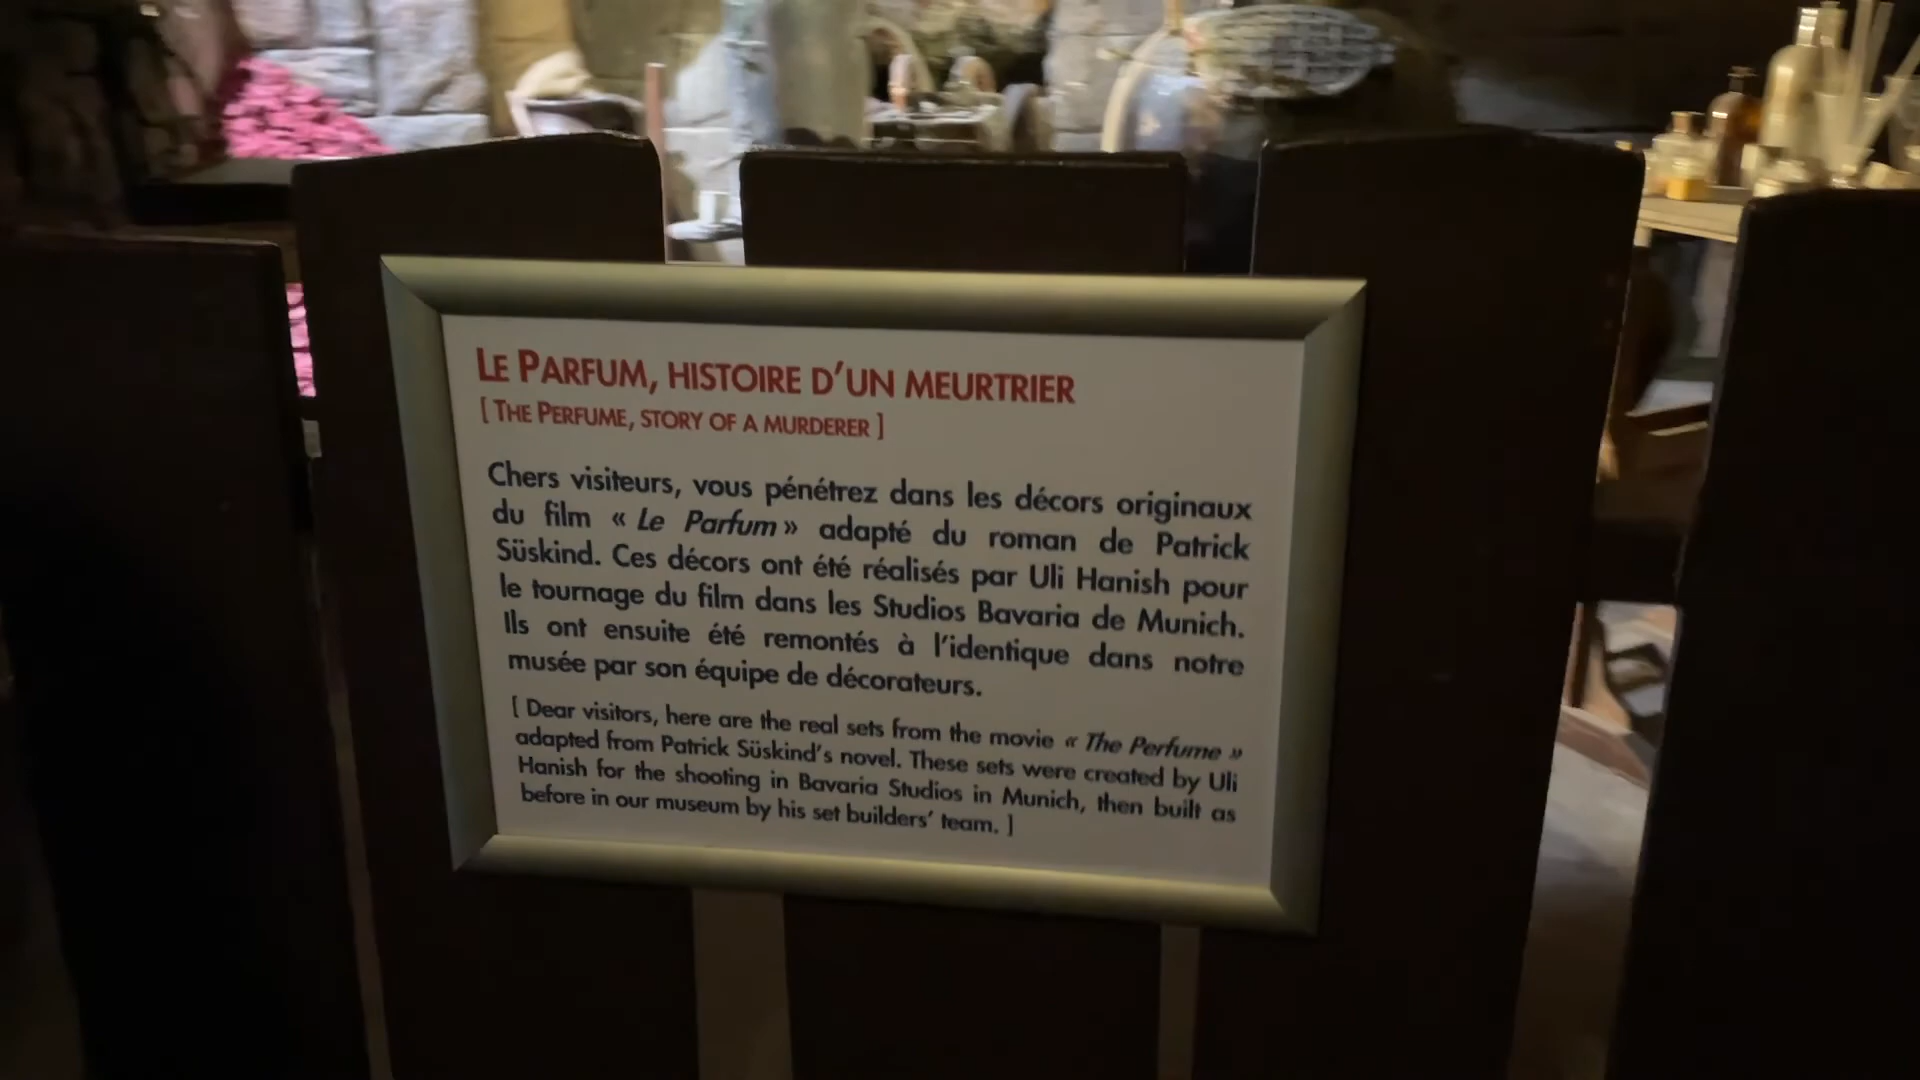 LE PARFUM, HISTOIRE D'UN MEURTRIER
[ THE PERFUME, STORY OF A MURDERER ]
Chers visiteurs, vous pénétrez dans les décors originaux
du film « Le Parfum » adapté du roman de Patrick
Süskind. Ces décors ont été réalisés par Uli Hanish pour
le tournage du film dans les Studios Bavaria de Munich.
Ils ont ensuite été remontés à l'identique dans notre
musée par son équipe de décorateurs.
[ Dear visitors, here are the real sets from the movie « The Perfume »
adapted from Patrick Süskind's novel. These sets were created by Uli
Hanish for the shooting in Bavaria Studios in Munich, then built as
before in our museum by his set builders' team. ]